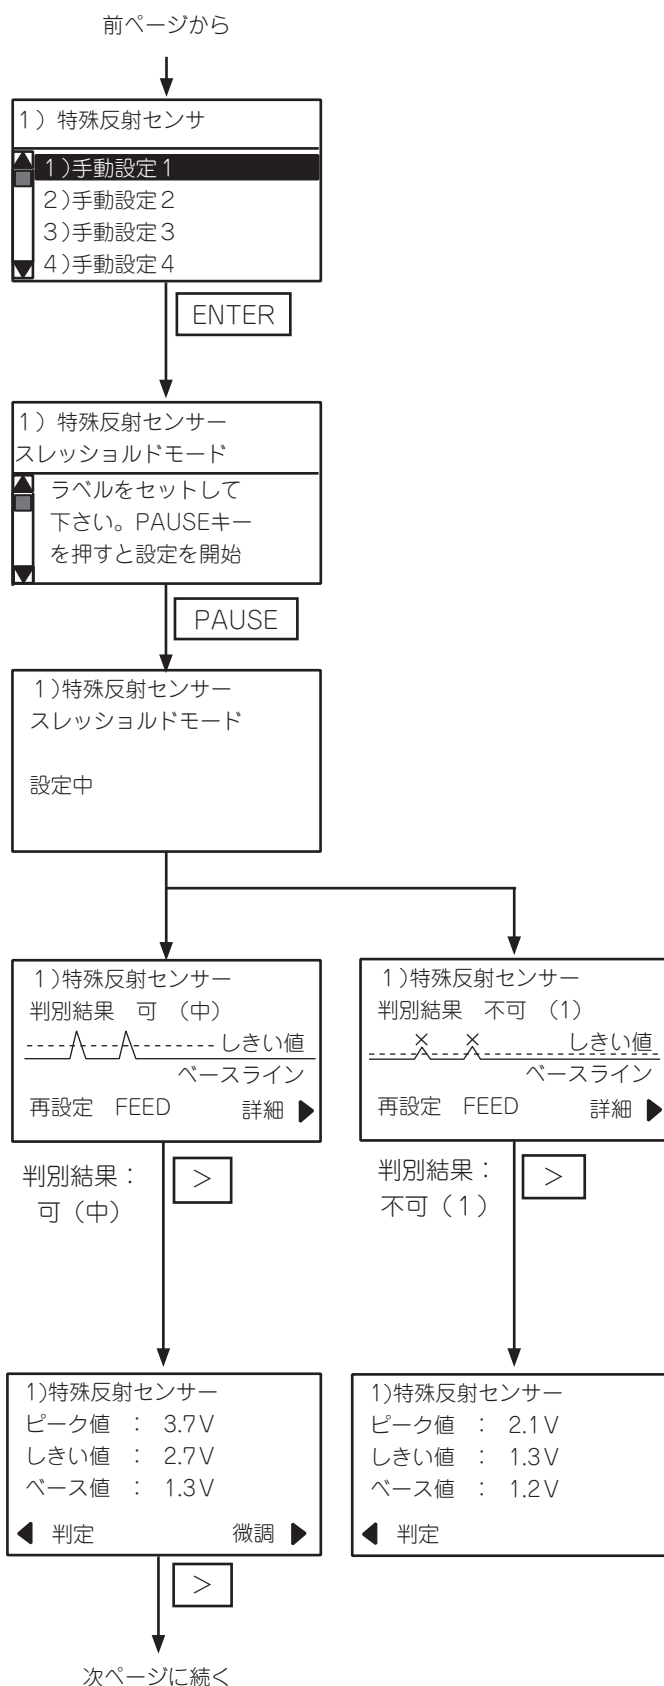 前ページから
1）特殊反射センサ
1)手動設定1
2)手動設定2
3)手動設定3
4)手動設定4
ENTER
1）特殊反射センサー
スレッショルドモード
ラベルをセットして
下さい。PAUSEキー
を押すと設定を開始
PAUSE
1)特殊反射センサー
スレッショルドモード
設定中
1)特殊反射センサー
判別結果 可 （中）
しきい値
ベースライン
再設定 FEED 詳細 ▶
判別結果：
可（中）
＞
1)特殊反射センサー
判別結果 不可 （1）
× ×
しきい値
ベースライン
再設定 FEED 詳細 ▶
判別結果：
不可（1）
＞
1)特殊反射センサー
ピーク値 ： 3.7V
しきい値 ： 2.7V
ベース値 ： 1.3V
◀ 判定 微調 ▶
＞
1)特殊反射センサー
ピーク値 ： 2.1V
しきい値 ： 1.3V
ベース値 ： 1.2V
◀ 判定
次ページに続く